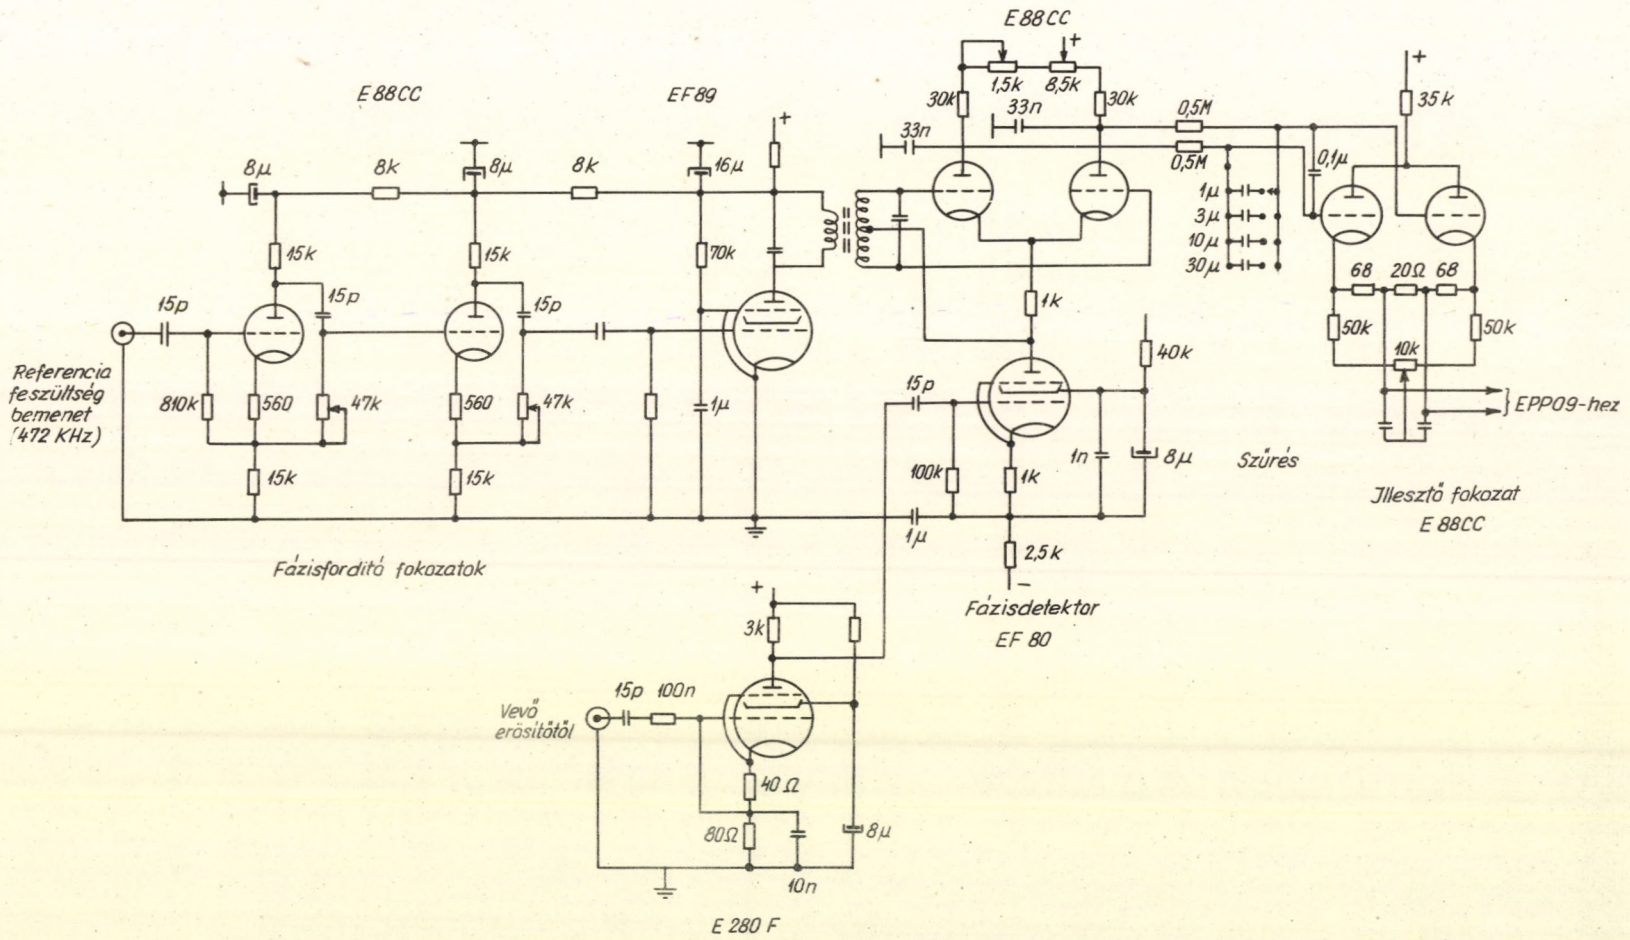 E88CC
+
+
1,5k
8,5k
E88CC
EF89
30k
30k
35k
+
33n
0,5M
33n
0,5M
0,1µ
8µ
8k
8µ
8k
16µ
1µ
3µ
10µ
30µ
15k
15k
70k
15p
15p
15p
1k
68
20Ω
68
50k
50k
10k
40k
Referencia
feszültség
bemenet
(472 KHz)
810k
560
47k
560
47k
1µ
15p
EPP09-hez
15k
15k
100k
1k
1n
8µ
Szűrés
Illesztő fokozat
E88CC
1µ
2,5k
-
Fázisfordító fokozatok
Fázisdetektor
EF 80
+
3k
15p
100n
Vevő
erősítőtől
40Ω
80Ω
8µ
10n
E 280 F